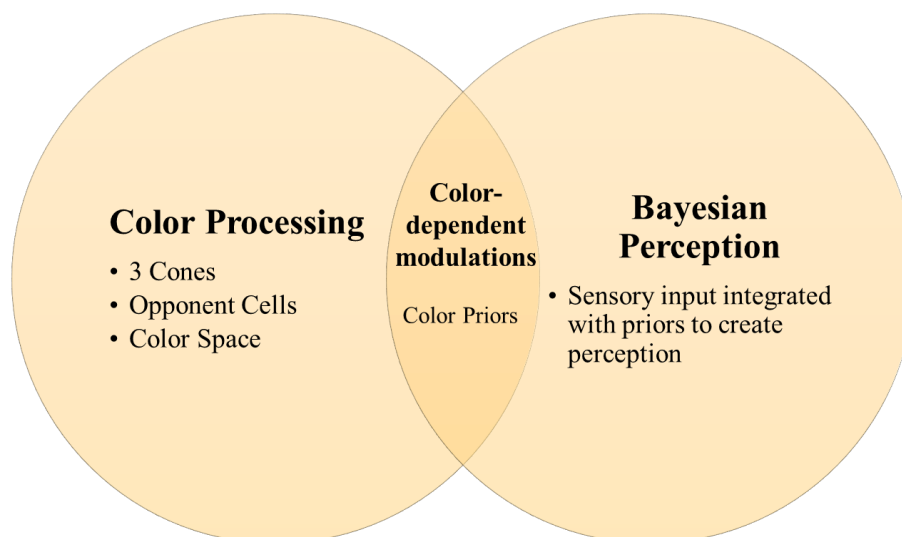 Color Processing
• 3 Cones
• Opponent Cells
• Color Space
Color-
dependent
modulations
Color Priors
Bayesian
Perception
• Sensory input integrated
with priors to create
perception